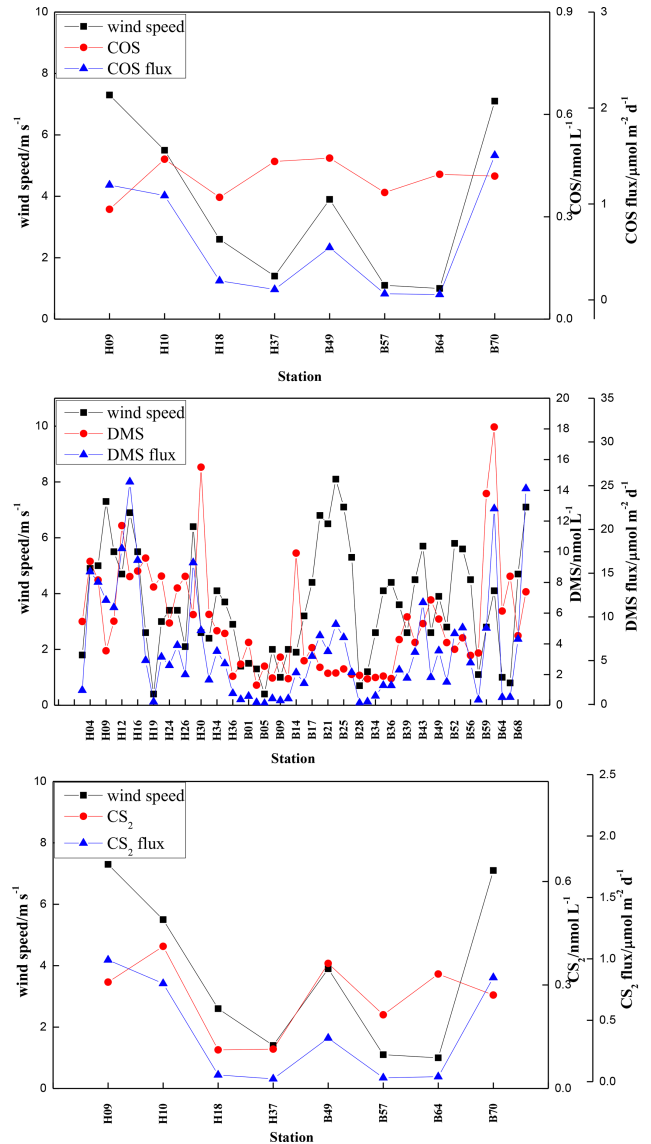 10
8
6
4
2
0
wind speed/m s⁻¹
wind speed
COS
COS flux
0.9
0.6
0.3
0.0
COS/nmol L⁻¹
3
2
1
0
COS flux/μmol m⁻² d⁻¹
H09 H10 H18 H37 B49 B57 B64 B70
Station
10
8
6
4
2
0
wind speed/m s⁻¹
wind speed
DMS
DMS flux
20
18
16
14
12
10
8
6
4
2
0
DMS/nmol L⁻¹
35
30
25
20
15
10
5
0
DMS flux/μmol m⁻² d⁻¹
H04 H09 H12 H16 H19 H24 H26 H30 H34 H36 B01 B05 B09 B14 B17 B21 B25 B28 B34 B36 B39 B43 B49 B52 B56 B59 B64 B68
Station
10
8
6
4
2
0
wind speed/m s⁻¹
wind speed
CS₂
CS₂ flux
0.6
0.3
0.0
CS₂/nmol L⁻¹
2.5
2.0
1.5
1.0
0.5
0.0
CS₂ flux/μmol m⁻² d⁻¹
H09 H10 H18 H37 B49 B57 B64 B70
Station